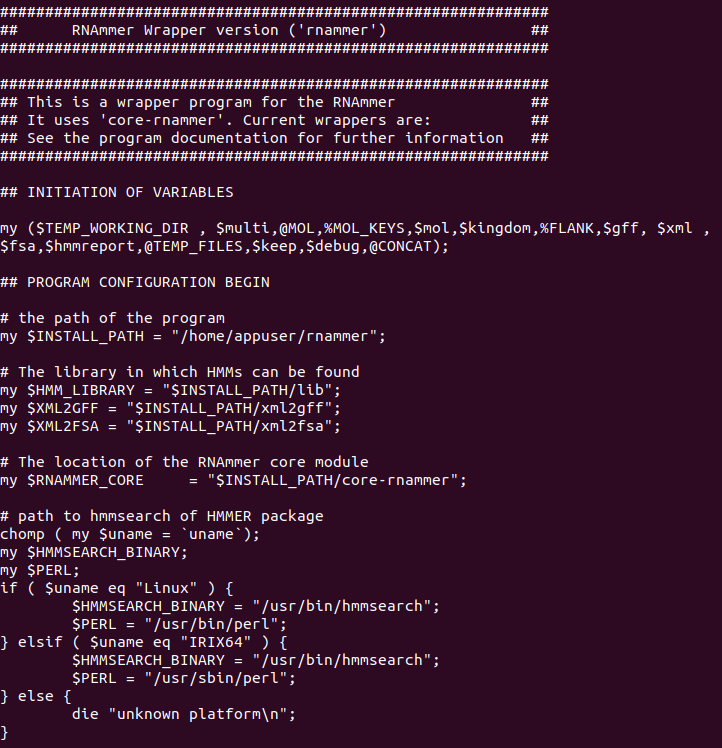 #############################################################
##      RNAmmer Wrapper version ('rnammer')                ##
#############################################################
#############################################################
## This is a wrapper program for the RNAmmer               ##
## It uses 'core-rnammer'. Current wrappers are:           ##
## See the program documentation for further information   ##
#############################################################
## INITIATION OF VARIABLES
my ($TEMP_WORKING_DIR , $multi,@MOL,%MOL_KEYS,$mol,$kingdom,%FLANK,$gff, $xml ,
$fsa,$hmmreport,@TEMP_FILES,$keep,$debug,@CONCAT);
## PROGRAM CONFIGURATION BEGIN
# the path of the program
my $INSTALL_PATH = "/home/appuser/rnammer";
# The library in which HMMs can be found
my $HMM_LIBRARY = "$INSTALL_PATH/lib";
my $XML2GFF = "$INSTALL_PATH/xml2gff";
my $XML2FSA = "$INSTALL_PATH/xml2fsa";
# The location of the RNAmmer core module
my $RNAMMER_CORE     = "$INSTALL_PATH/core-rnammer";
# path to hmmsearch of HMMER package
chomp ( my $uname = `uname`);
my $HMMSEARCH_BINARY;
my $PERL;
if ( $uname eq "Linux" ) {
        $HMMSEARCH_BINARY = "/usr/bin/hmmsearch";
        $PERL = "/usr/bin/perl";
} elsif ( $uname eq "IRIX64" ) {
        $HMMSEARCH_BINARY = "/usr/bin/hmmsearch";
        $PERL = "/usr/sbin/perl";
} else {
        die "unknown platform\n";
}